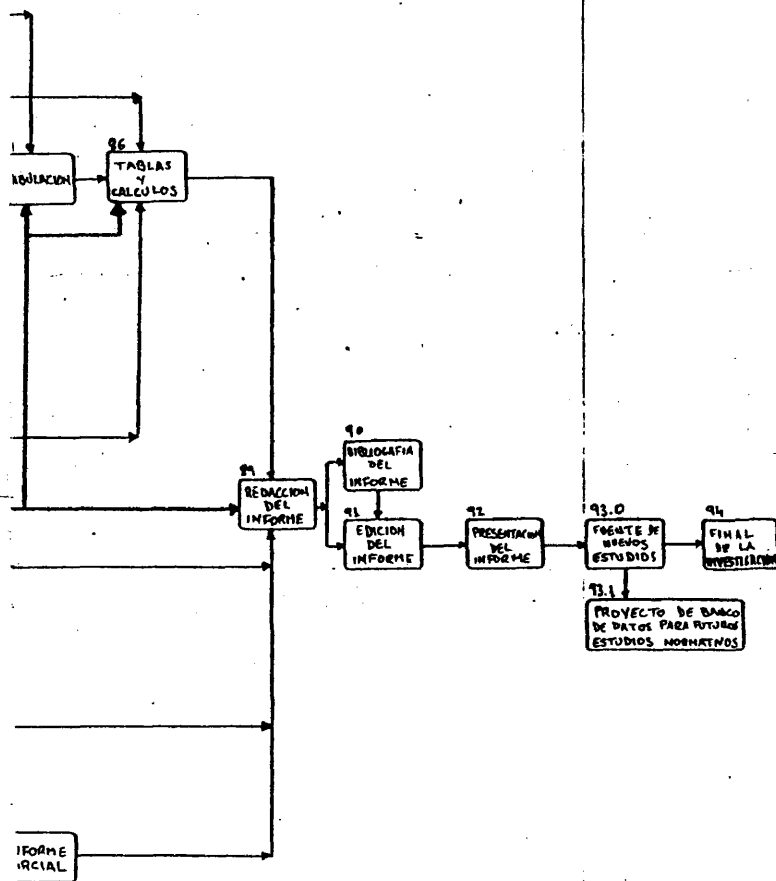 86
TABLAS
Y
CALCULOS
ABULACION
89
REDACCION
DEL
INFORME
90
BIBLIOGAFIA
DEL
INFORME
91
EDICION
DEL
INFORME
92
PRESENTACION
DEL
INFORME
93.0
FUENTE DE
NUEVOS
ESTUDIOS
94
FINAL
DE LA
INVESTIGACION
93.1
PROYECTO DE BANCO
DE DATOS PARA FUTUROS
ESTUDIOS NORMATIVOS
IFORME
IRCIAL